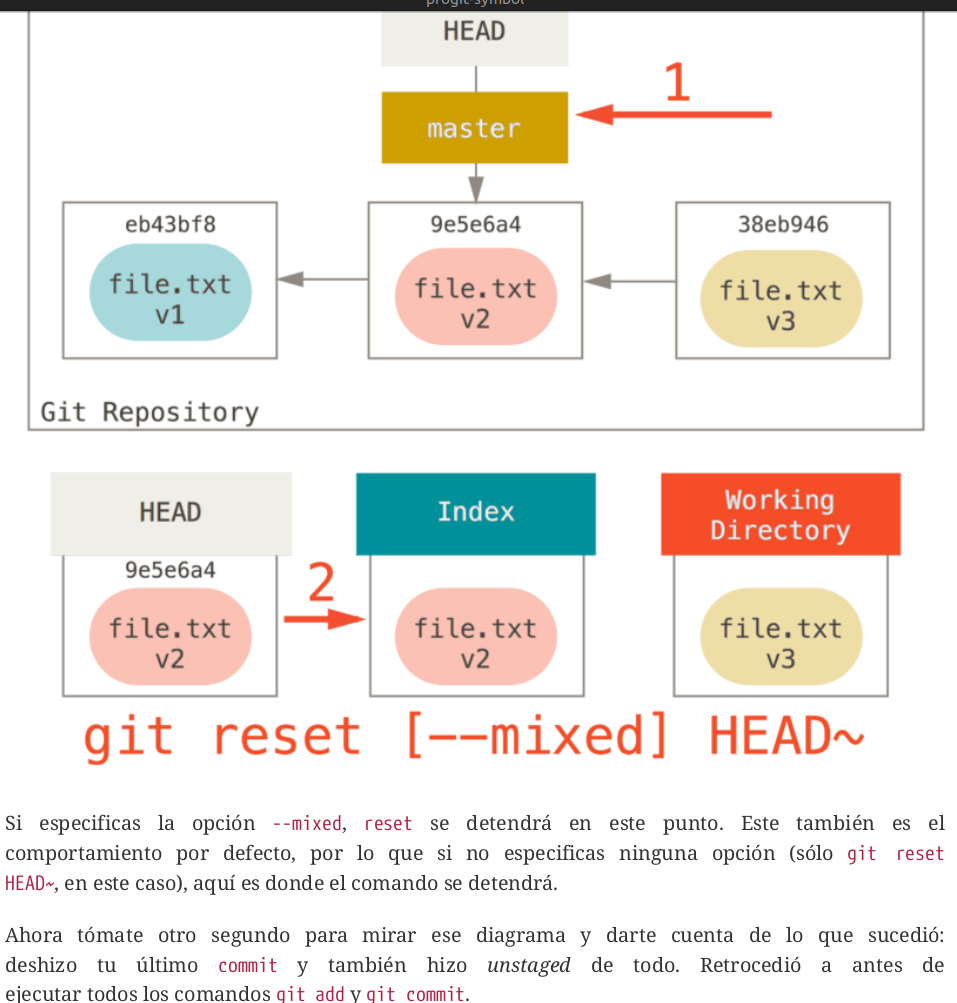 progit-symbol
HEAD
1
master
eb43bf8 9e5e6a4 38eb946
file.txt file.txt file.txt
v1 v2 v3
Git Repository
HEAD Index Working
Directory
9e5e6a4
2
file.txt file.txt file.txt
v2 v2 v3
git reset [--mixed] HEAD~
Si especificas la opción --mixed, reset se detendrá en este punto. Este también es el
comportamiento por defecto, por lo que si no especificas ninguna opción (sólo git reset
HEAD~, en este caso), aquí es donde el comando se detendrá.
Ahora tómate otro segundo para mirar ese diagrama y darte cuenta de lo que sucedió:
deshizo tu último commit y también hizo unstaged de todo. Retrocedió a antes de
ejecutar todos los comandos git add y git commit.